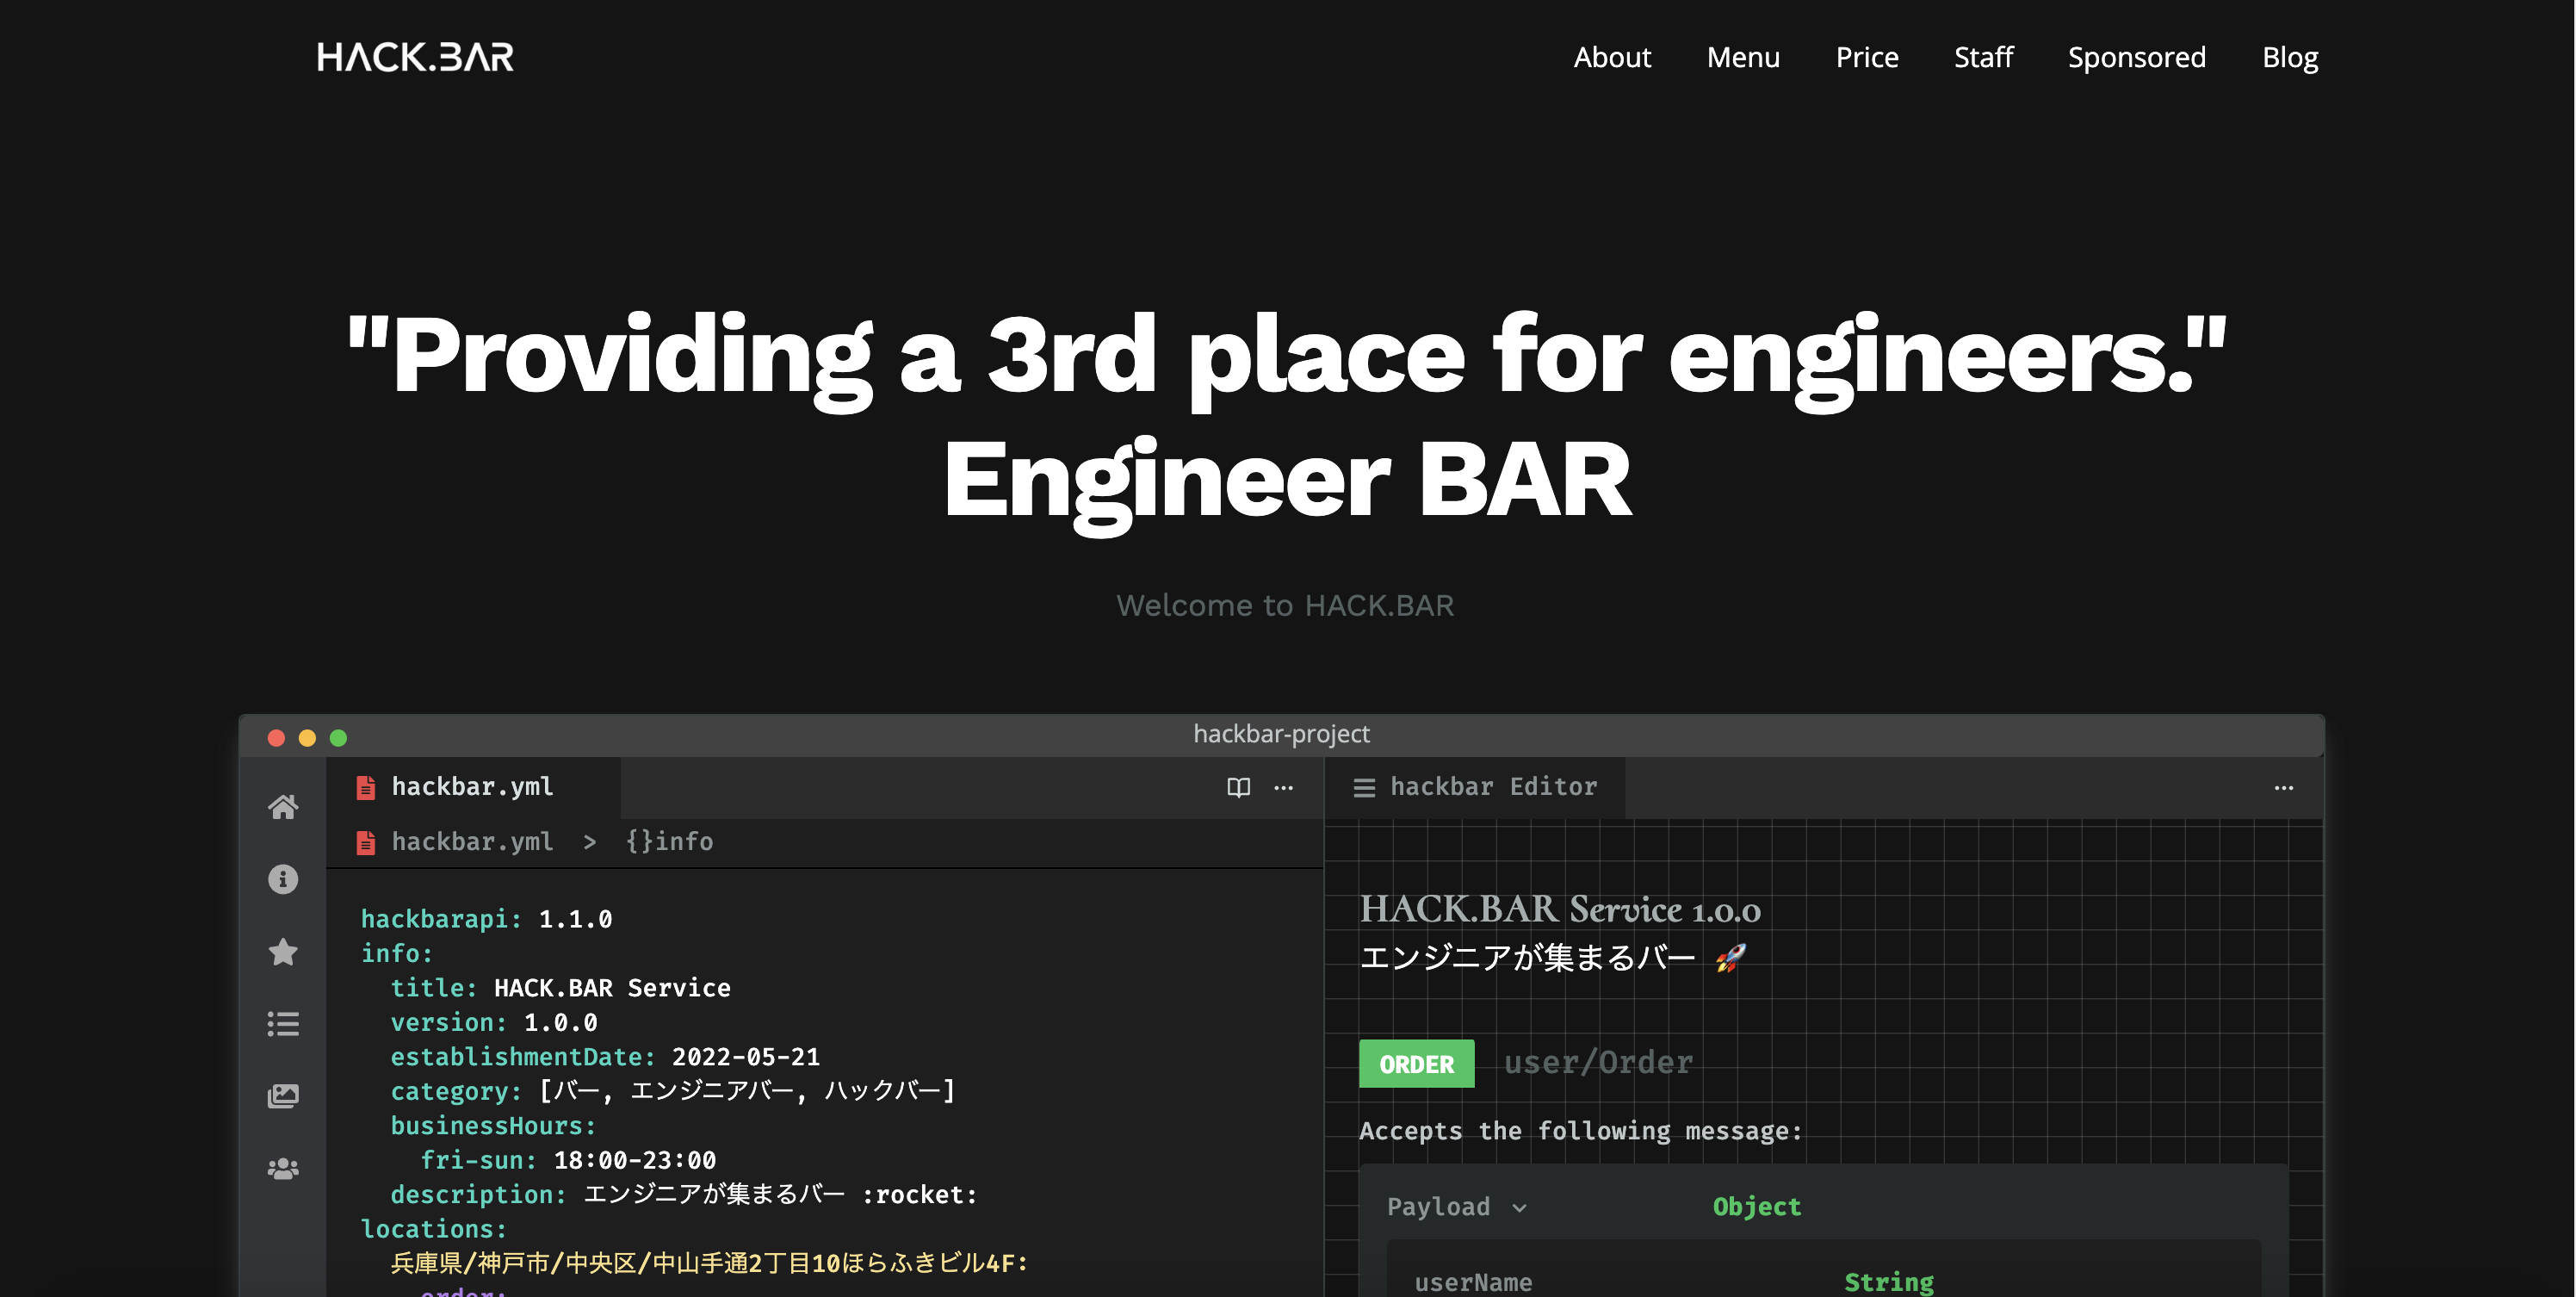 HACK.BAR
About Menu Price Staff Sponsored Blog
"Providing a 3rd place for engineers."
Engineer BAR
Welcome to HACK.BAR
hackbar-project
hackbar.yml
hackbar.yml > {}info
hackbarapi: 1.1.0
info:
title: HACK.BAR Service
version: 1.0.0
establishmentDate: 2022-05-21
category: [バー, エンジニアバー, ハックバー]
businessHours:
fri-sun: 18:00-23:00
description: エンジニアが集まるバー :rocket:
locations:
兵庫県/神戸市/中央区/中山手通2丁目10ほらふきビル4F:
order:
hackbar Editor
HACK.BAR Service 1.0.0
エンジニアが集まるバー 🚀
ORDER user/Order
Accepts the following message:
Payload Object
userName String